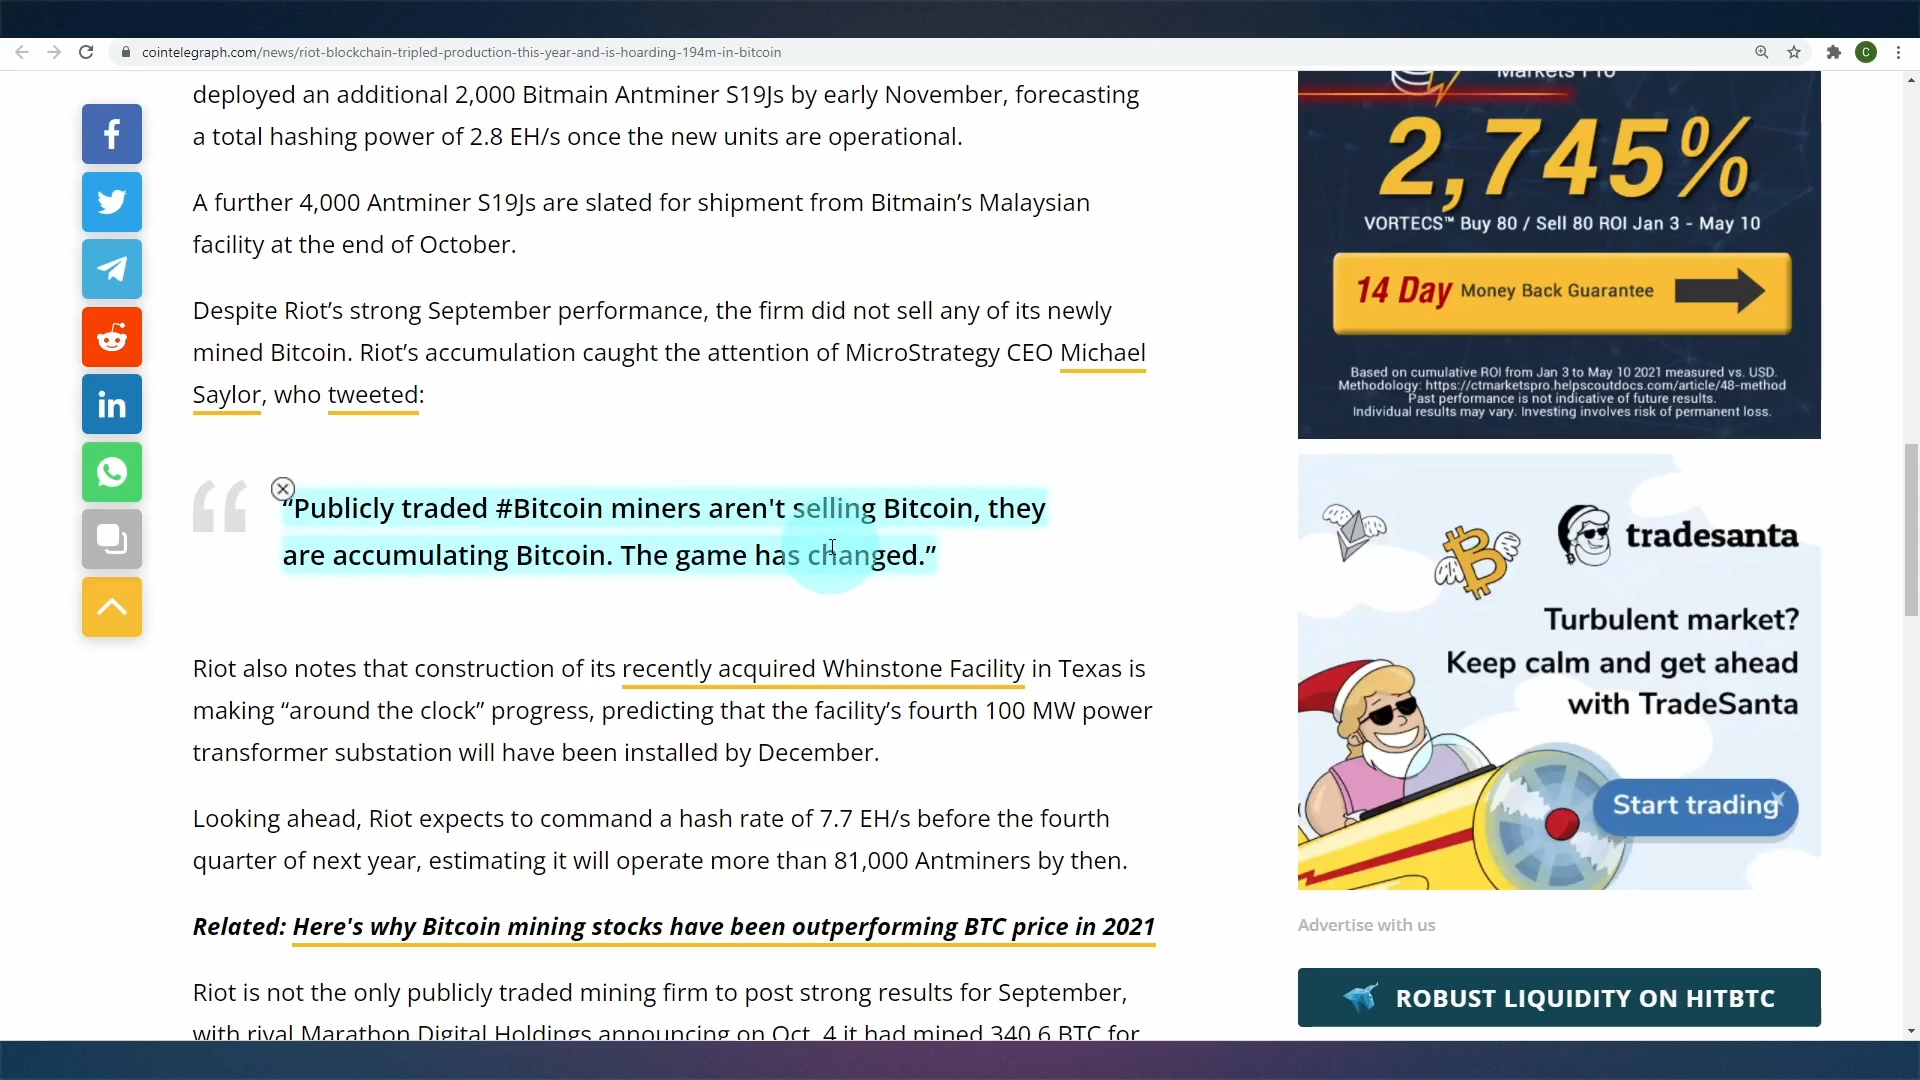 cointelegraph.com/news/riot-blockchain-tripled-production-this-year-and-is-hoarding-194m-in-bitcoin
C
deployed an additional 2,000 Bitmain Antminer S19Js by early November, forecasting
a total hashing power of 2.8 EH/s once the new units are operational.
A further 4,000 Antminer S19Js are slated for shipment from Bitmain’s Malaysian
facility at the end of October.
Despite Riot’s strong September performance, the firm did not sell any of its newly
mined Bitcoin. Riot’s accumulation caught the attention of MicroStrategy CEO Michael
Saylor, who tweeted:
“Publicly traded #Bitcoin miners aren't selling Bitcoin, they
are accumulating Bitcoin. The game has changed.”
Riot also notes that construction of its recently acquired Whinstone Facility in Texas is
making “around the clock” progress, predicting that the facility’s fourth 100 MW power
transformer substation will have been installed by December.
Looking ahead, Riot expects to command a hash rate of 7.7 EH/s before the fourth
quarter of next year, estimating it will operate more than 81,000 Antminers by then.
Related: Here's why Bitcoin mining stocks have been outperforming BTC price in 2021
Riot is not the only publicly traded mining firm to post strong results for September,
with rival Marathon Digital Holdings announcing on Oct. 4 it had mined 340.6 BTC for
Markets Pro
2,745%
VORTECS™ Buy 80 / Sell 80 ROI Jan 3 - May 10
14 Day Money Back Guarantee
Based on cumulative ROI from Jan 3 to May 10 2021 measured vs. USD.
Methodology: https://ctmarketspro.helpscoutdocs.com/article/48-method
Past performance is not indicative of future results.
Individual results may vary. Investing involves risk of permanent loss.
tradesanta
Turbulent market?
Keep calm and get ahead
with TradeSanta
Start trading
Advertise with us
ROBUST LIQUIDITY ON HITBTC